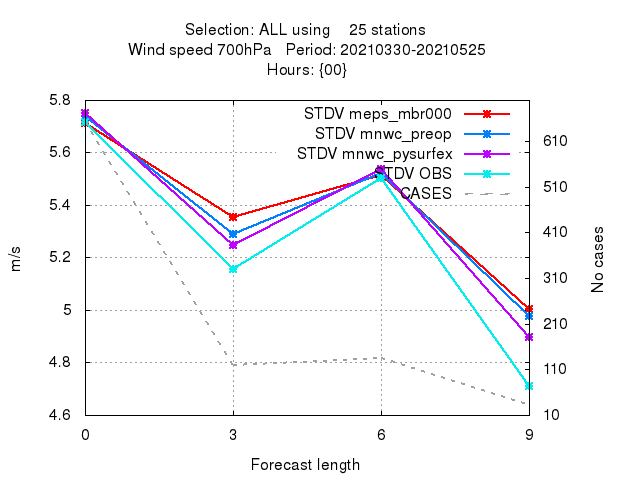 Selection: ALL using 25 stations
Wind speed 700hPa Period: 20210330-20210525
Hours: {00}
STDV meps_mbr000
STDV mnwc_preop
STDV mnwc_pysurfex
STDV OBS
CASES
5.8
5.6
5.4
5.2
5
4.8
4.6
m/s
610
510
410
310
210
110
10
No cases
0 3 6 9
Forecast length